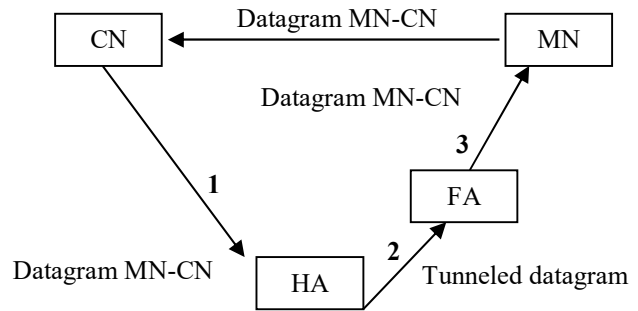 Datagram MN-CN
CN
MN
Datagram MN-CN
3
1
FA
2
Datagram MN-CN
HA
Tunneled datagram